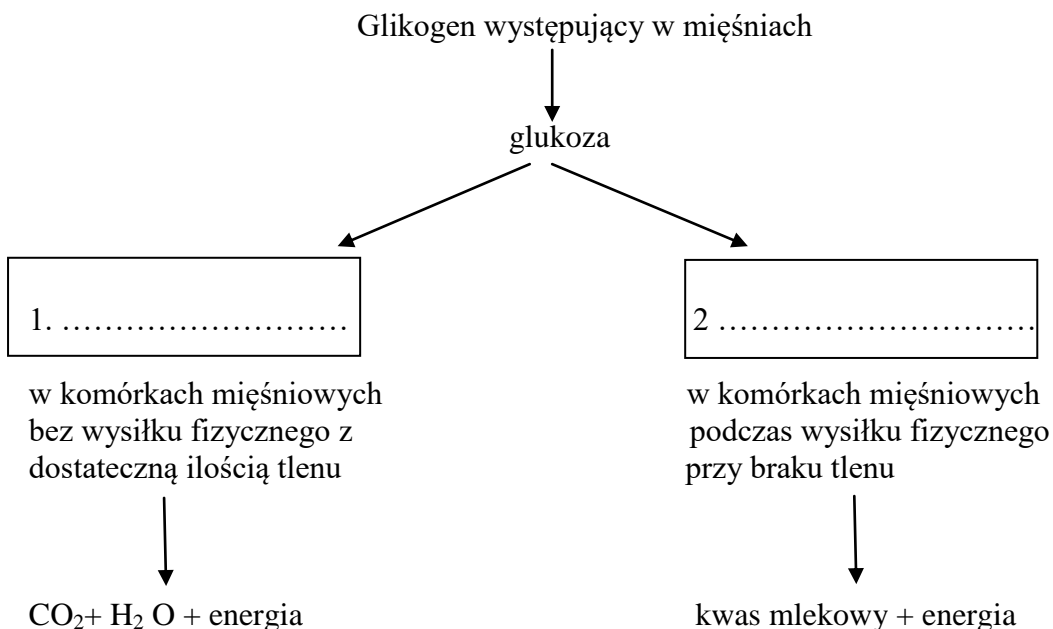 Glikogen występujący w mięśniach
glukoza
1. ………………………
2 …………………………
w komórkach mięśniowych
bez wysiłku fizycznego z
dostateczną ilością tlenu
w komórkach mięśniowych
podczas wysiłku fizycznego
przy braku tlenu
CO₂+ H₂ O + energia
kwas mlekowy + energia